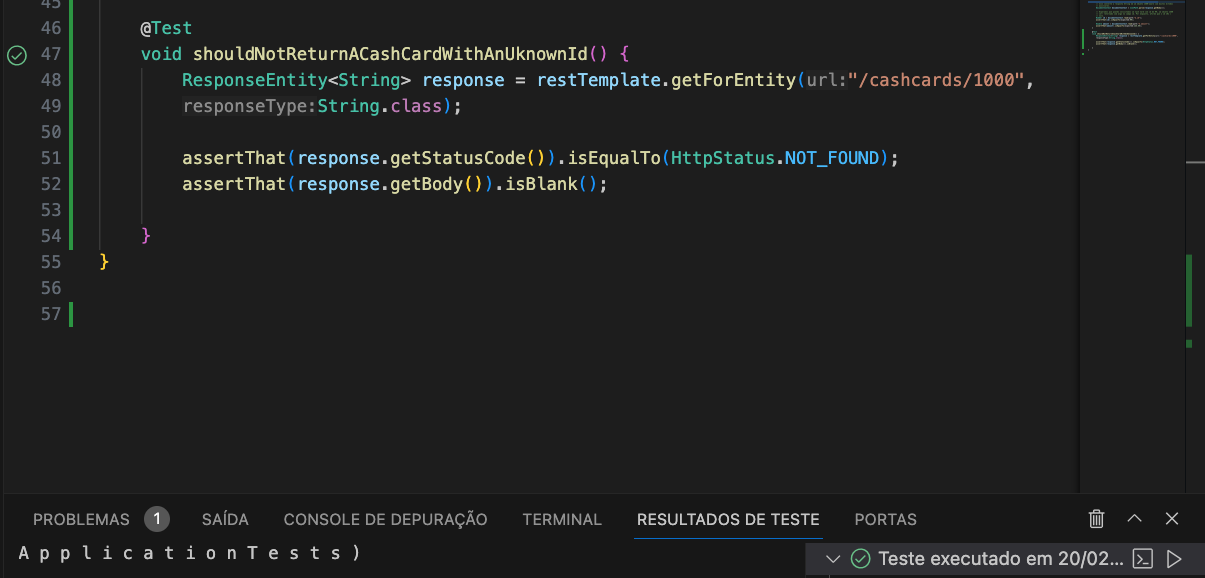 45
46 @Test
47 void shouldNotReturnACashCardWithAnUknownId() {
48 ResponseEntity<String> response = restTemplate.getForEntity(url:"/cashcards/1000",
49 responseType:String.class);
50
51 assertThat(response.getStatusCode()).isEqualTo(HttpStatus.NOT_FOUND);
52 assertThat(response.getBody()).isBlank();
53
54 }
55 }
56
57
PROBLEMAS 1 SAÍDA CONSOLE DE DEPURAÇÃO TERMINAL RESULTADOS DE TESTE PORTAS
ApplicationTests)
Teste executado em 20/02...